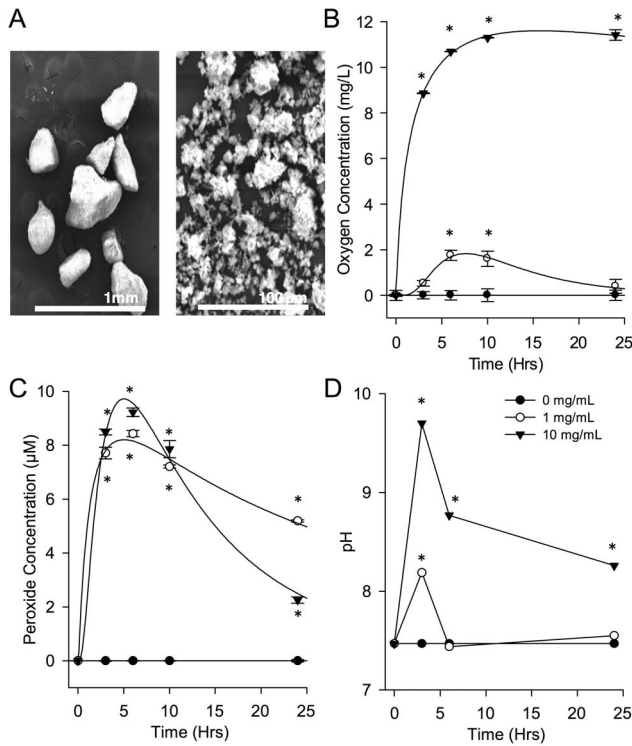 A
1mm
100 µm
B
Oxygen Concentration (mg/L)
12
10
8
6
4
2
0
0 5 10 15 20 25
Time (Hrs)
* * * *
* *
C
Peroxide Concentration (µM)
10
8
6
4
2
0
0 5 10 15 20 25
Time (Hrs)
* * *
* * * *
*
D
pH
10
9
8
7
0 5 10 15 20 25
Time (Hrs)
0 mg/mL
1 mg/mL
10 mg/mL
* * *
*